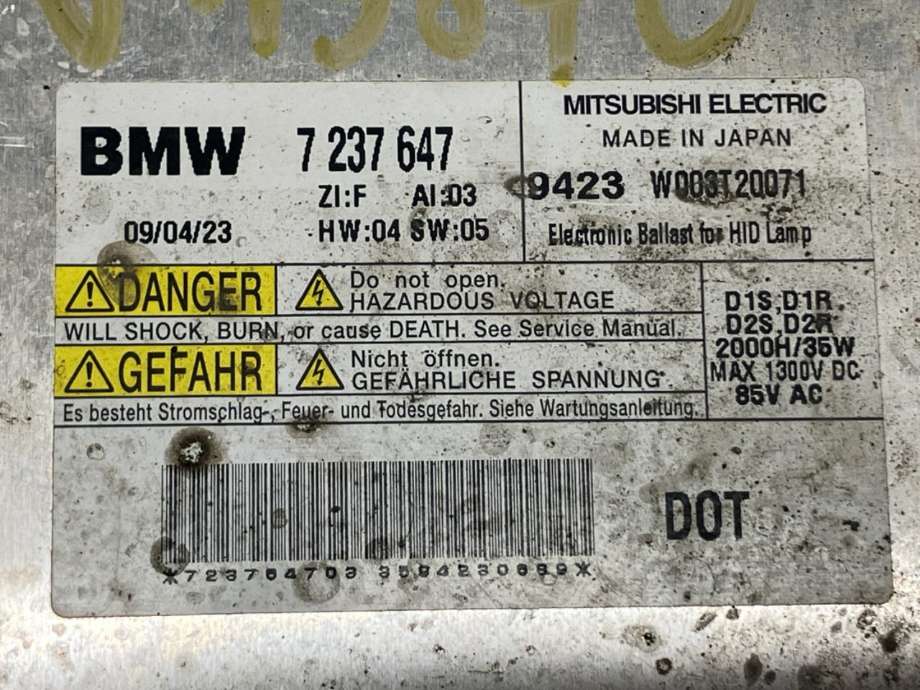 BMW 7 237 647
ZI:F AI:03
09/04/23 HW:04 SW:05
MITSUBISHI ELECTRIC
MADE IN JAPAN
9423 W003T20071
Electronic Ballast for HID Lamp
DANGER
Do not open.
HAZARDOUS VOLTAGE
WILL SHOCK, BURN, or cause DEATH. See Service Manual.
GEFAHR
Nicht öffnen.
GEFÄHRLICHE SPANNUNG.
Es besteht Stromschlag-, Feuer- und Todesgefahr. Siehe Wartungsanleitung.
D1S, D1R
D2S, D2R
2000H/35W
MAX 1300V DC
85V AC
DOT